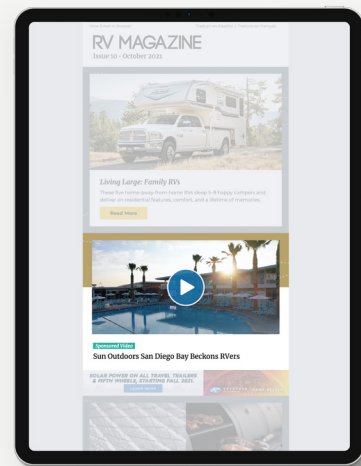 RV MAGAZINE
Issue 19 • October 2021
Living Large: Family RVs
These five home-away-from-home that sleep 5-9 happy campers and
deliver on residential features, comfort, and a lifetime of memories.
Read More
Sponsored Video
Sun Outdoors San Diego Bay Beckons RVers
SOLAR POWER ON ALL TRAVEL TRAILERS
& FIFTH WHEELS, STARTING FALL 2021.